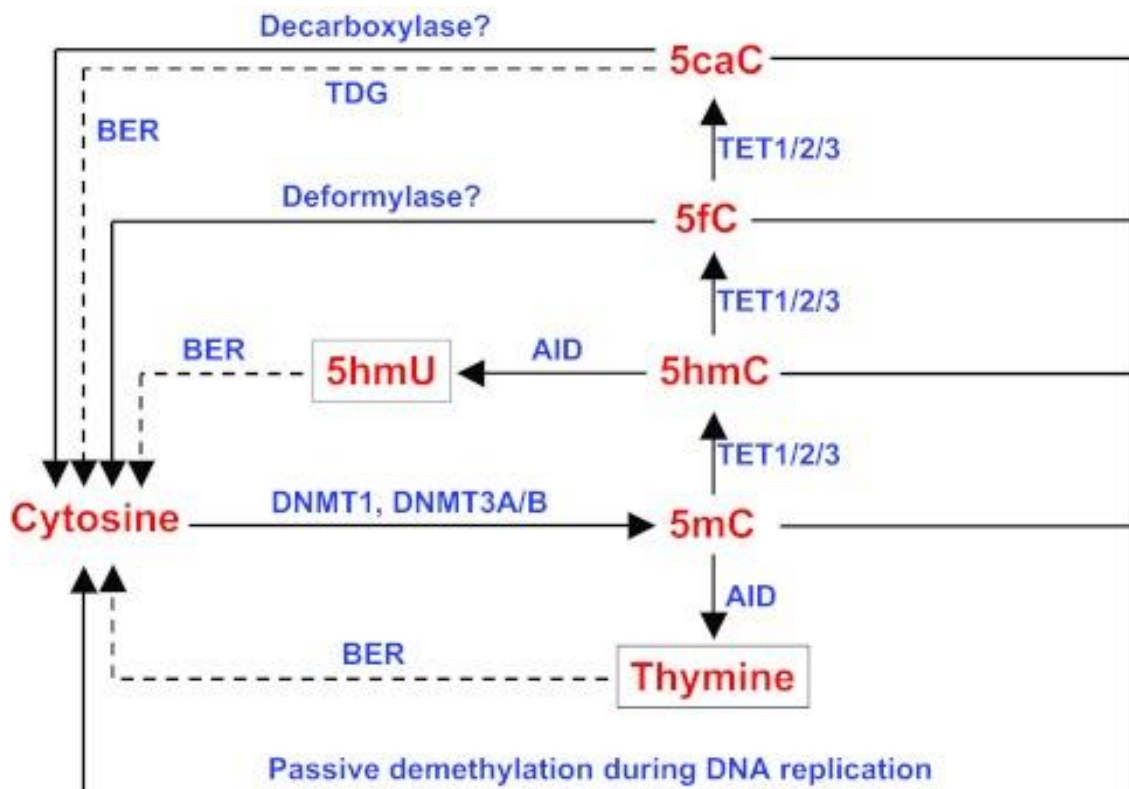 Decarboxylase?
5caC
TDG
BER
TET1/2/3
Deformylase?
5fC
TET1/2/3
BER
5hmU
AID
5hmC
TET1/2/3
Cytosine
DNMT1, DNMT3A/B
5mC
AID
BER
Thymine
Passive demethylation during DNA replication